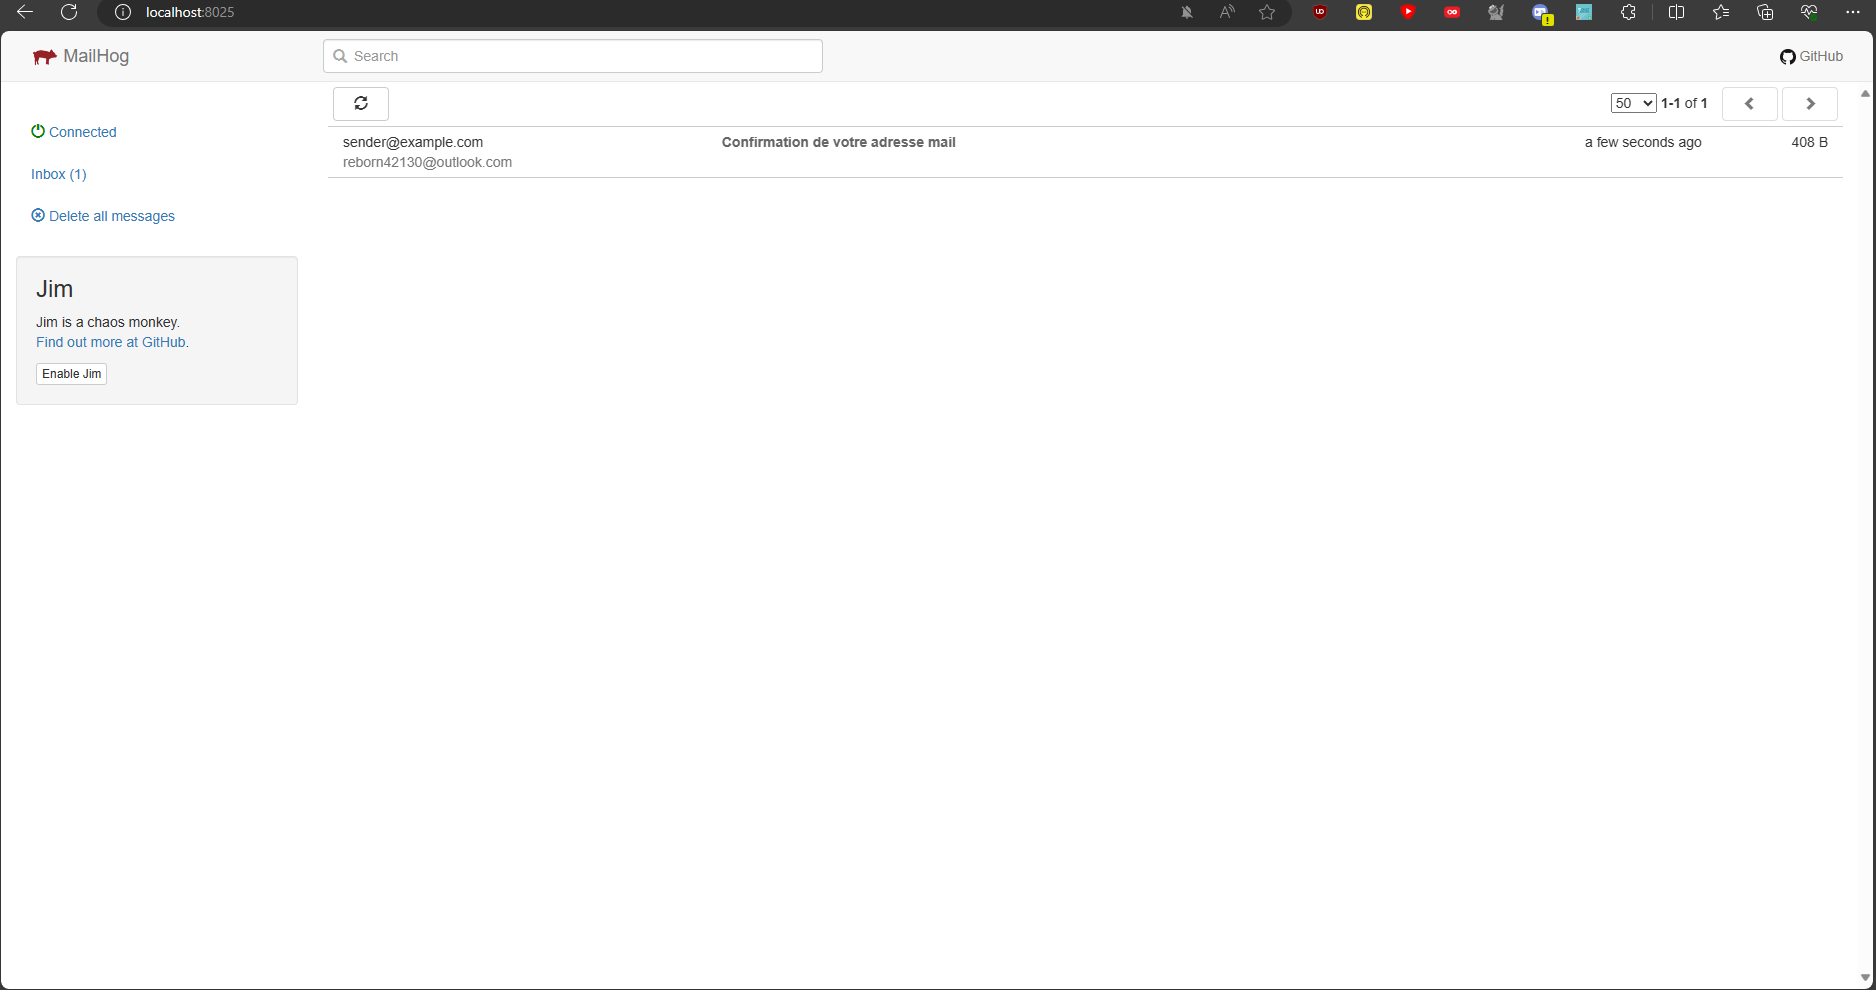 localhost:8025
MailHog
Search
GitHub
50 1-1 of 1
Connected
Inbox (1)
Delete all messages
sender@example.com Confirmation de votre adresse mail a few seconds ago 408 B
reborn42130@outlook.com
Jim
Jim is a chaos monkey.
Find out more at GitHub.
Enable Jim